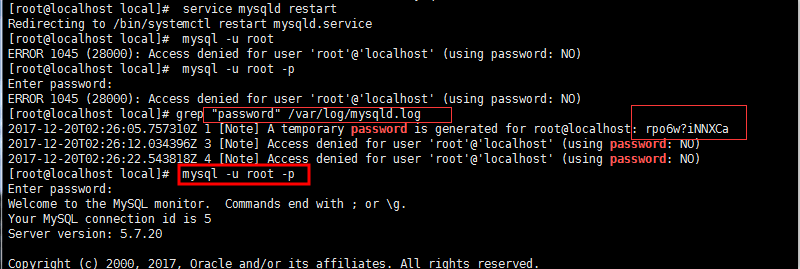 [root@localhost local]#  service mysqld restart
Redirecting to /bin/systemctl restart mysqld.service
[root@localhost local]#  mysql -u root
ERROR 1045 (28000): Access denied for user 'root'@'localhost' (using password: NO)
[root@localhost local]#  mysql -u root -p
Enter password:
ERROR 1045 (28000): Access denied for user 'root'@'localhost' (using password: NO)
[root@localhost local]# grep "password" /var/log/mysqld.log
2017-12-20T02:26:05.757310Z 1 [Note] A temporary password is generated for root@localhost: rpo6w?iNNXCa
2017-12-20T02:26:12.034396Z 3 [Note] Access denied for user 'root'@'localhost' (using password: NO)
2017-12-20T02:26:22.543818Z 4 [Note] Access denied for user 'root'@'localhost' (using password: NO)
[root@localhost local]#  mysql -u root -p
Enter password:
Welcome to the MySQL monitor.  Commands end with ; or \g.
Your MySQL connection id is 5
Server version: 5.7.20
Copyright (c) 2000, 2017, Oracle and/or its affiliates. All rights reserved.